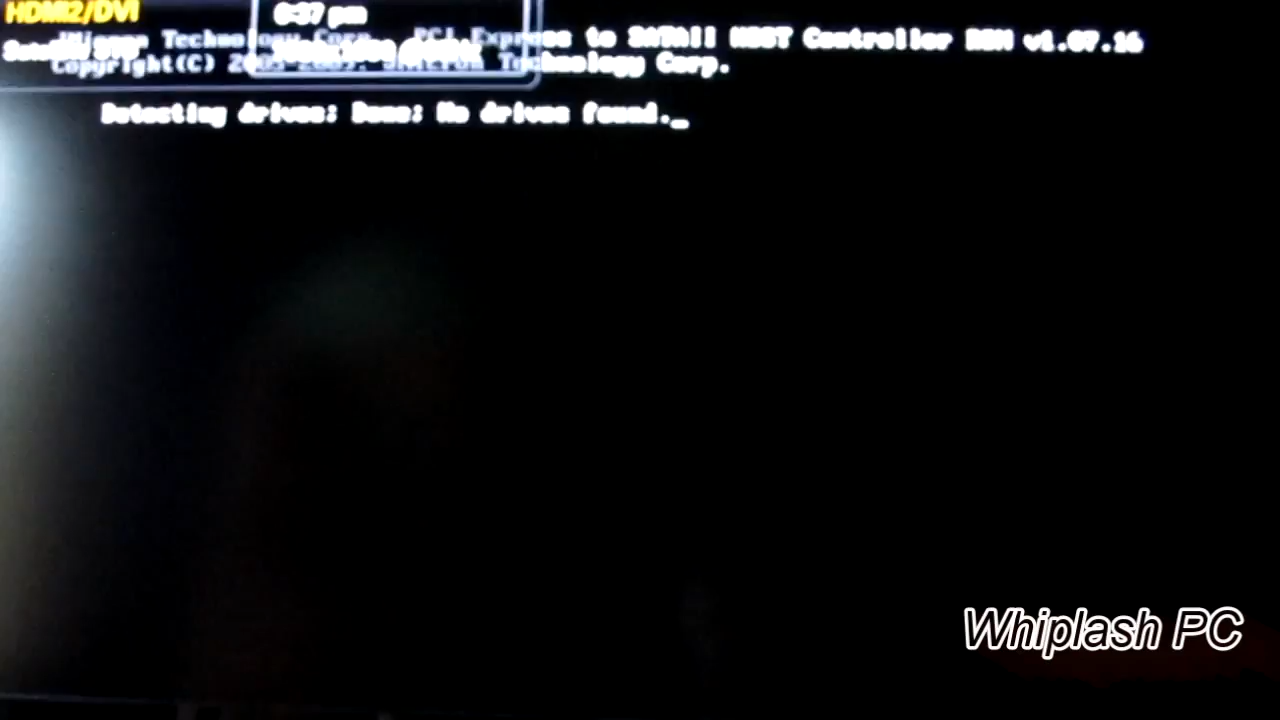 HDMI2/DVI
6:37 pm
Technology Corp. PCI Express to SATAII HOST Controller ROM v1.07.16
Copyright(C) Technology Corp.
Detecting drives: Done: No drives found._
Whiplash PC